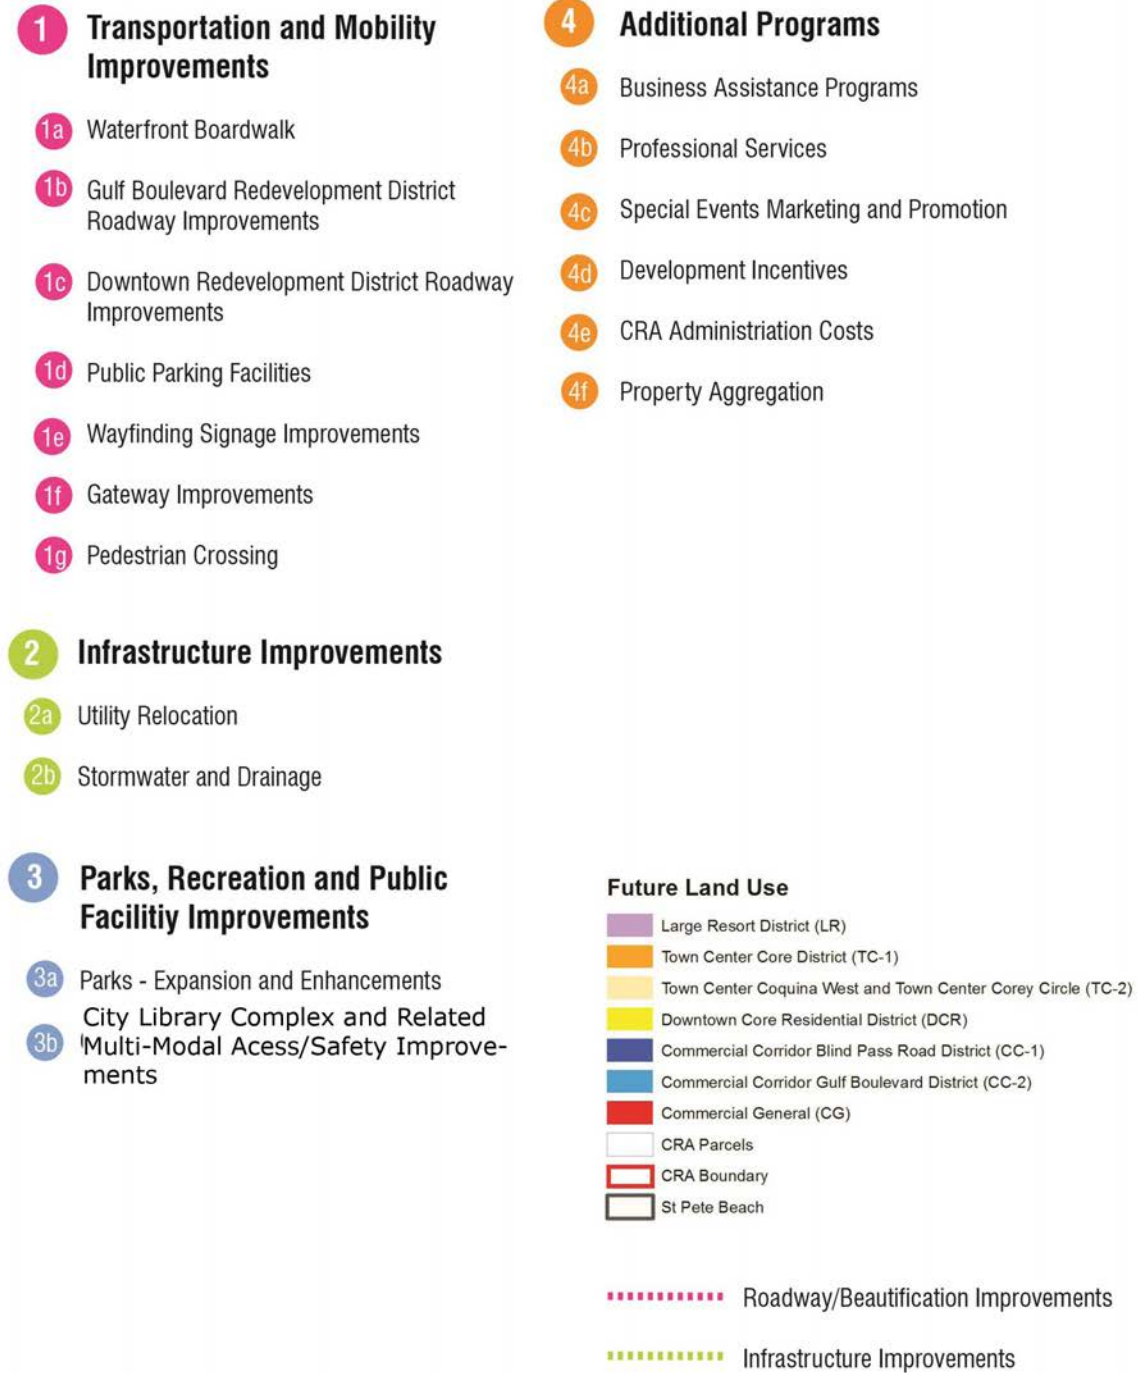 1 Transportation and Mobility
Improvements
1a Waterfront Boardwalk
1b Gulf Boulevard Redevelopment District
Roadway Improvements
1c Downtown Redevelopment District Roadway
Improvements
1d Public Parking Facilities
1e Wayfinding Signage Improvements
1f Gateway Improvements
1g Pedestrian Crossing
2 Infrastructure Improvements
2a Utility Relocation
2b Stormwater and Drainage
3 Parks, Recreation and Public
Facilitiy Improvements
3a Parks - Expansion and Enhancements
City Library Complex and Related
3b Multi-Modal Acess/Safety Improve-
ments
4 Additional Programs
4a Business Assistance Programs
4b Professional Services
4c Special Events Marketing and Promotion
4d Development Incentives
4e CRA Administriation Costs
4f Property Aggregation
Future Land Use
Large Resort District (LR)
Town Center Core District (TC-1)
Town Center Coquina West and Town Center Corey Circle (TC-2)
Downtown Core Residential District (DCR)
Commercial Corridor Blind Pass Road District (CC-1)
Commercial Corridor Gulf Boulevard District (CC-2)
Commercial General (CG)
CRA Parcels
CRA Boundary
St Pete Beach
Roadway/Beautification Improvements
Infrastructure Improvements